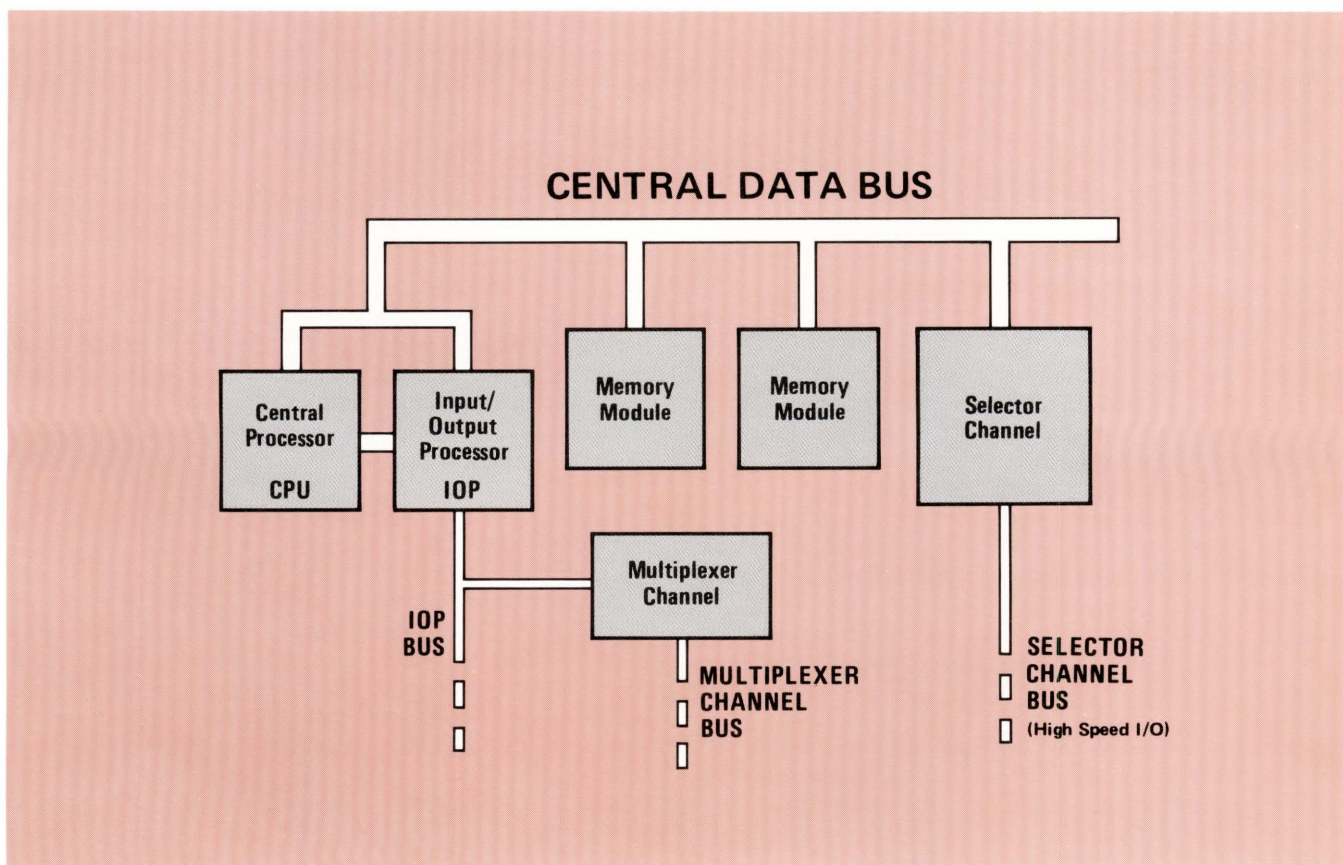 CENTRAL DATA BUS
Central
Processor
CPU
Input/
Output
Processor
IOP
Memory
Module
Memory
Module
Selector
Channel
Multiplexer
Channel
IOP
BUS
MULTIPLEXER
CHANNEL
BUS
SELECTOR
CHANNEL
BUS
(High Speed I/O)